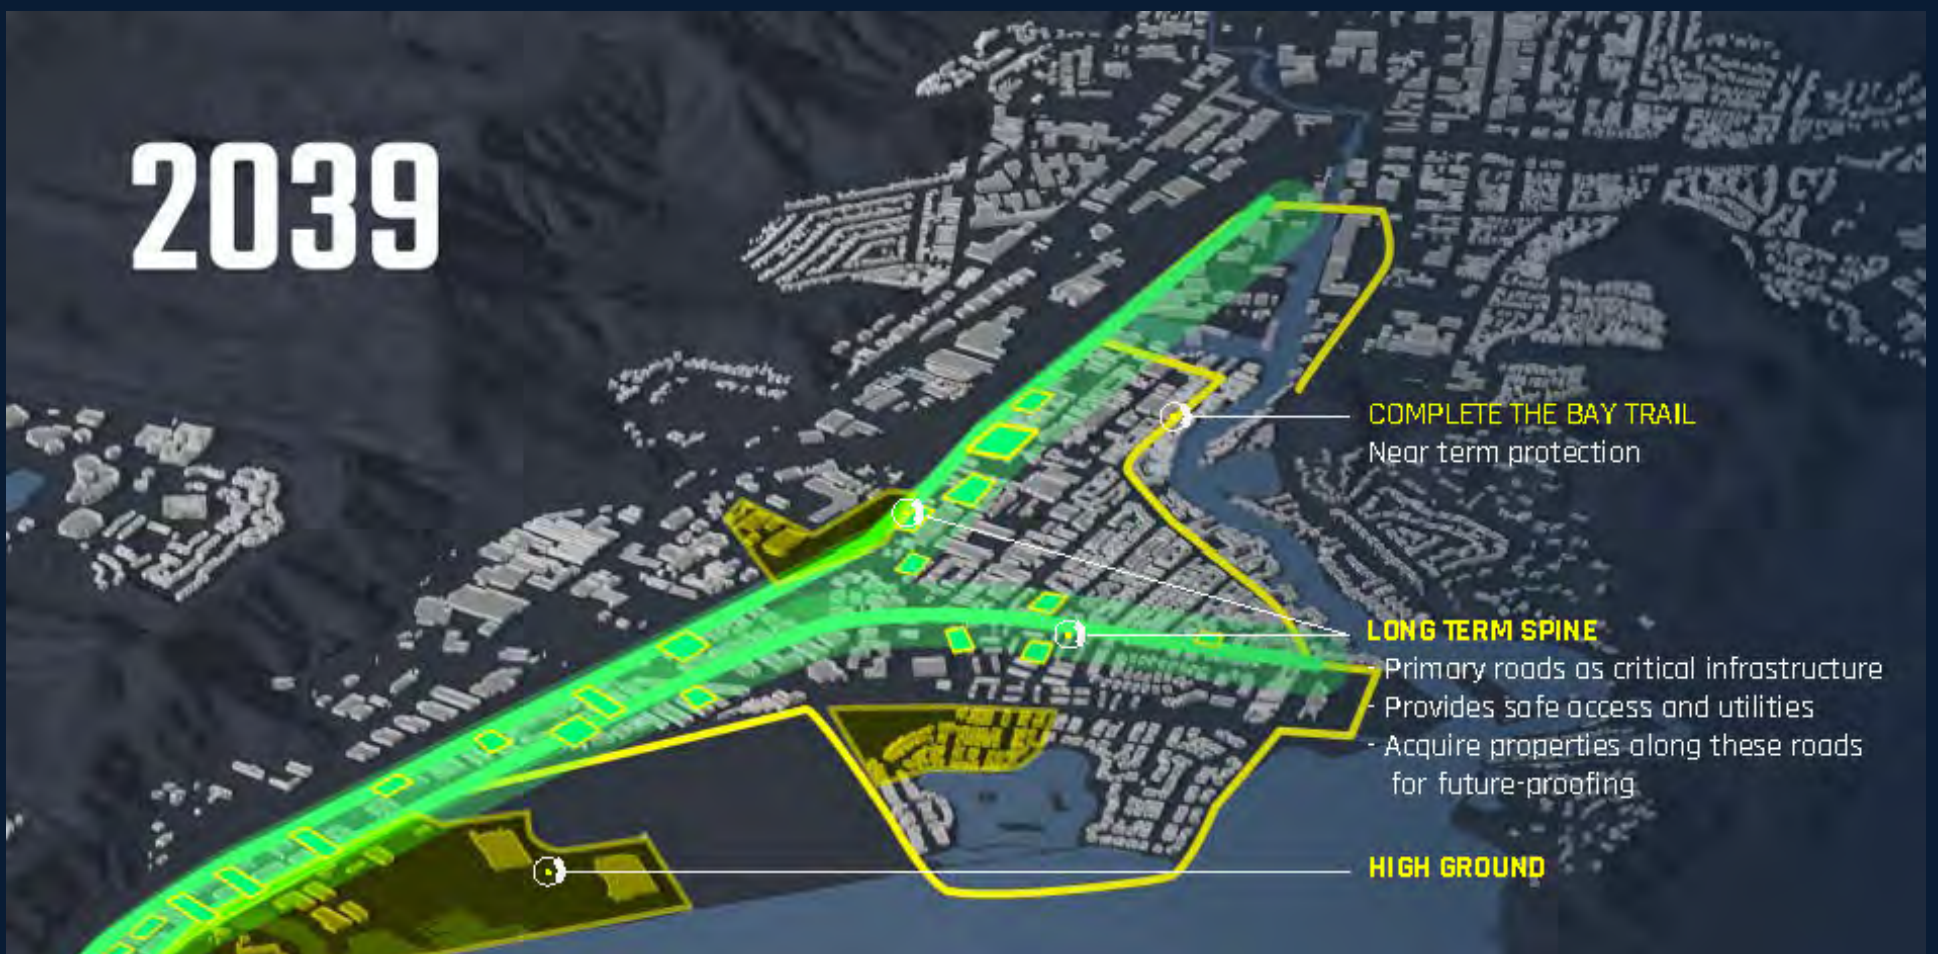 2039
COMPLETE THE BAY TRAIL
Near term protection
LONG TERM SPINE
- Primary roads as critical infrastructure
- Provides safe access and utilities
- Acquire properties along these roads
for future-proofing
HIGH GROUND